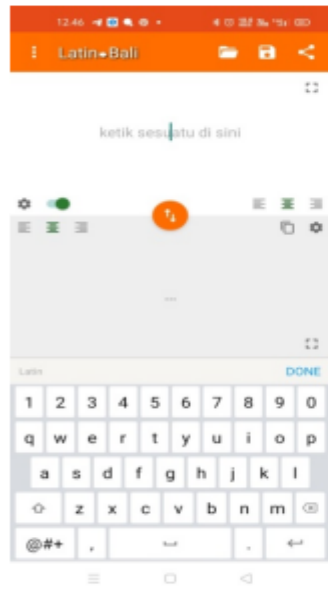 12.46
Latin→Bali
ketik sesuatu di sini
...
Latin
DONE
1 2 3 4 5 6 7 8 9 0
q w e r t y u i o p
a s d f g h j k l
z x c v b n m
@#+ , .